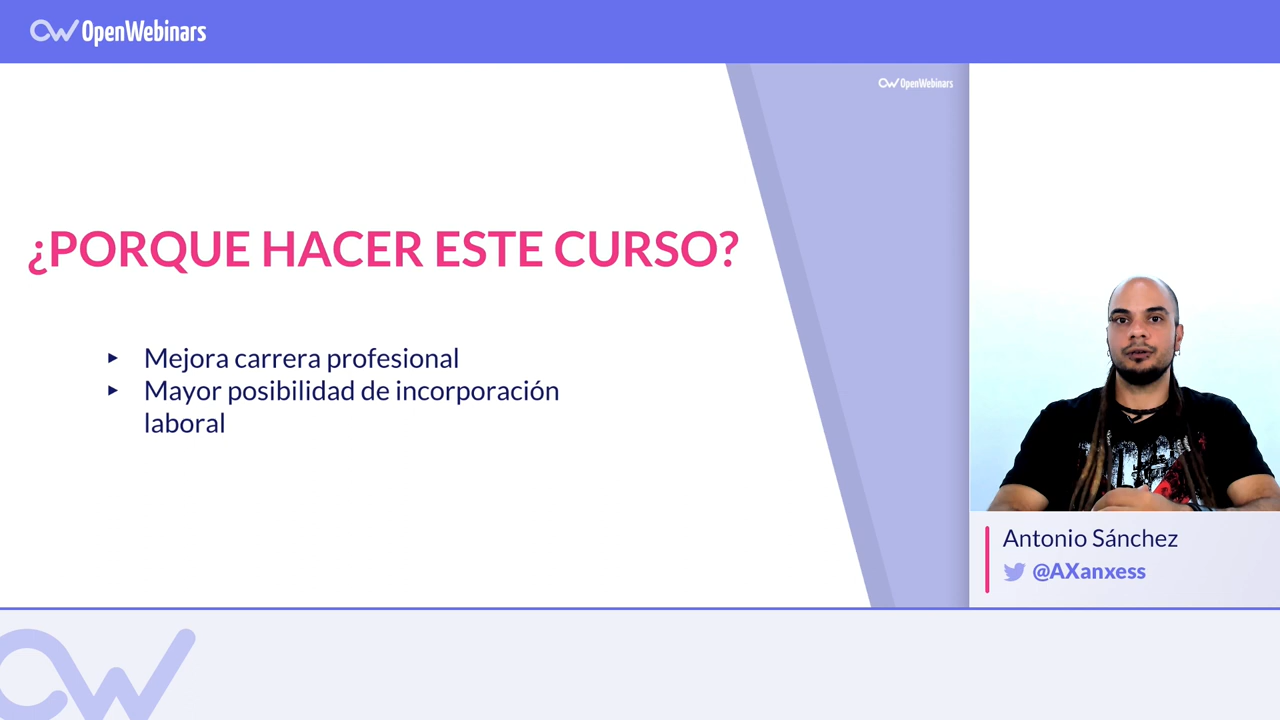 OpenWebinars
OpenWebinars
¿PORQUE HACER ESTE CURSO?
▸ Mejora carrera profesional
▸ Mayor posibilidad de incorporación
laboral
Antonio Sánchez
@AXanxess